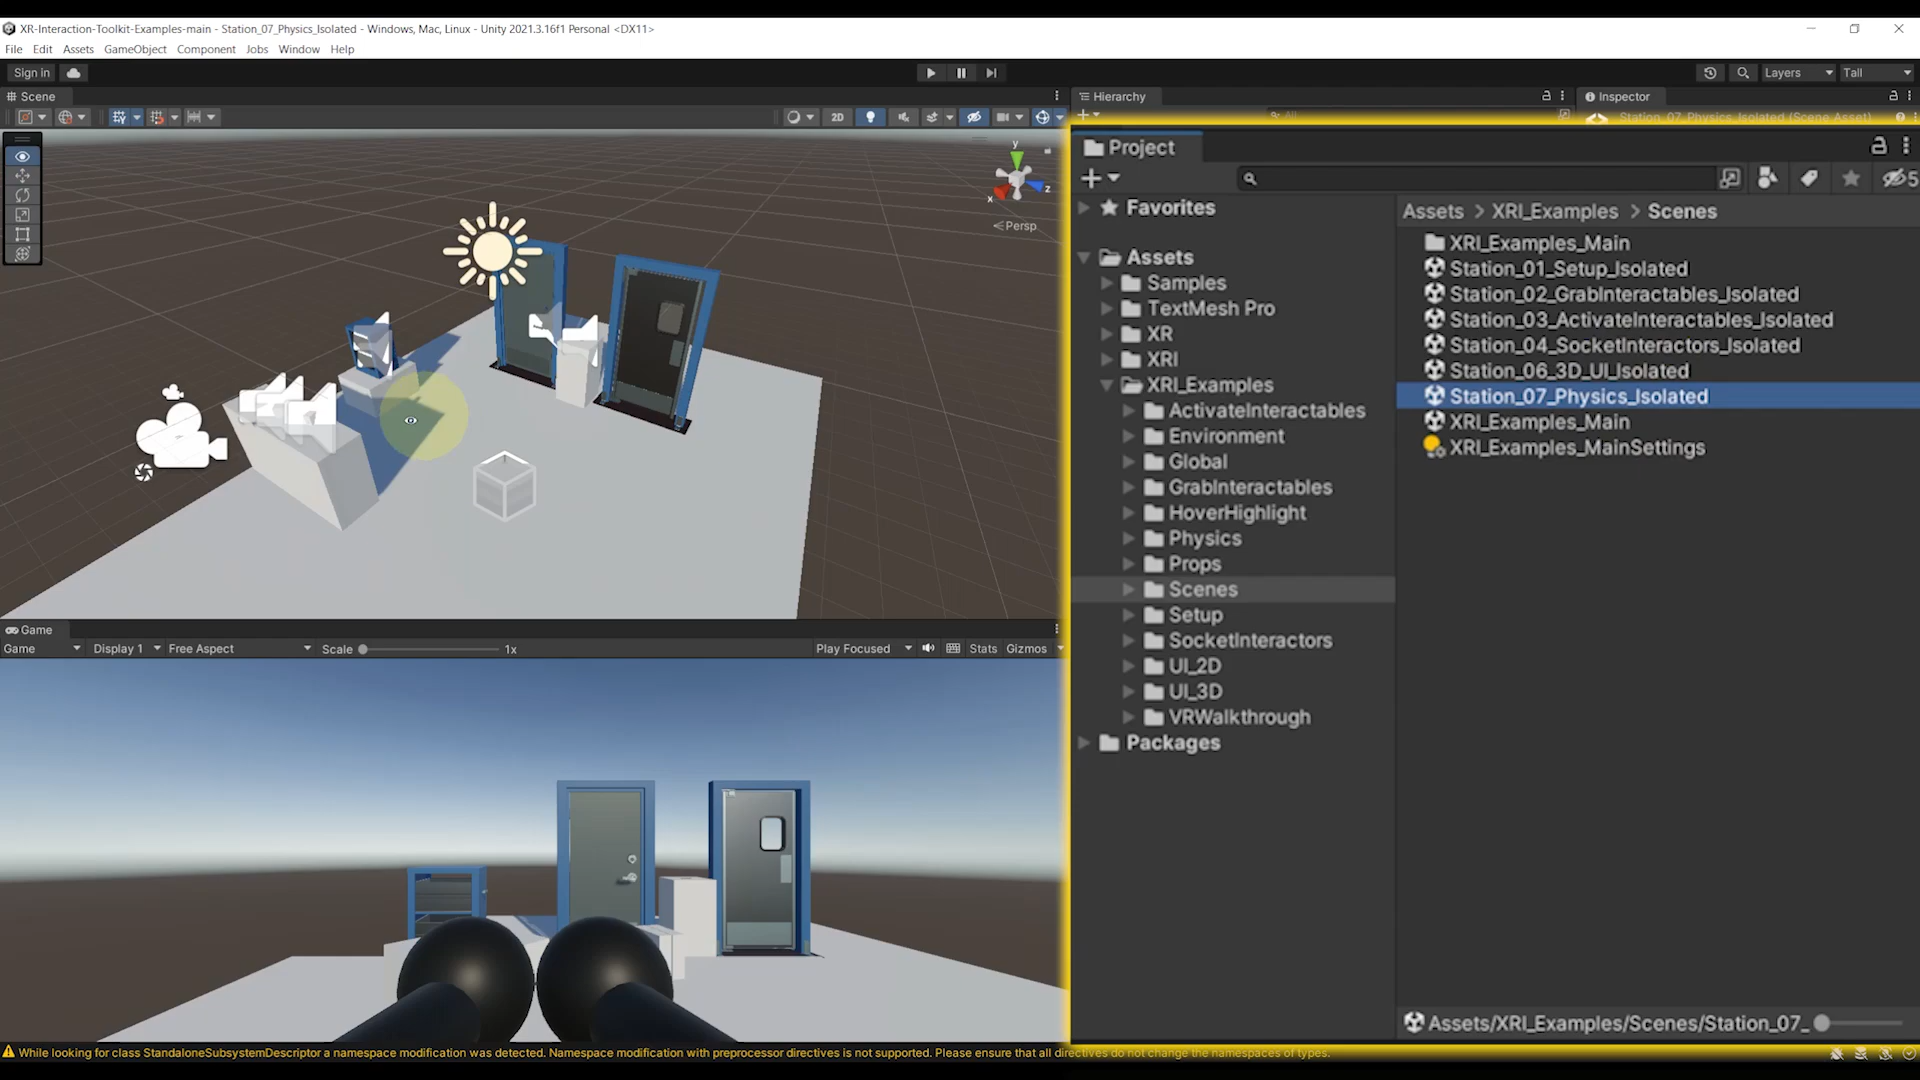 XR-Interaction-Toolkit-Examples-main - Station_07_Physics_Isolated - Windows, Mac, Linux - Unity 2021.3.16f1 Personal <DX11>
File Edit Assets GameObject Component Jobs Window Help
Sign in
Layers
Tall
Scene
Hierarchy
Inspector
2D
All
Station_07_Physics_Isolated (Scene Asset)
y
z
x
Persp
Project
5
Favorites
Assets
Samples
TextMesh Pro
XR
XRI
XRI_Examples
ActivateInteractables
Environment
Global
GrabInteractables
HoverHighlight
Physics
Props
Scenes
Setup
SocketInteractors
UI_2D
UI_3D
VRWalkthrough
Packages
Assets > XRI_Examples > Scenes
XRI_Examples_Main
Station_01_Setup_Isolated
Station_02_GrabInteractables_Isolated
Station_03_ActivateInteractables_Isolated
Station_04_SocketInteractors_Isolated
Station_06_3D_UI_Isolated
Station_07_Physics_Isolated
XRI_Examples_Main
XRI_Examples_MainSettings
Assets/XRI_Examples/Scenes/Station_07_
Game
Game Display 1 Free Aspect Scale 1x Play Focused Stats Gizmos
While looking for class StandaloneSubsystemDescriptor a namespace modification was detected. Namespace modification with preprocessor directives is not supported. Please ensure that all directives do not change the namespaces of types.